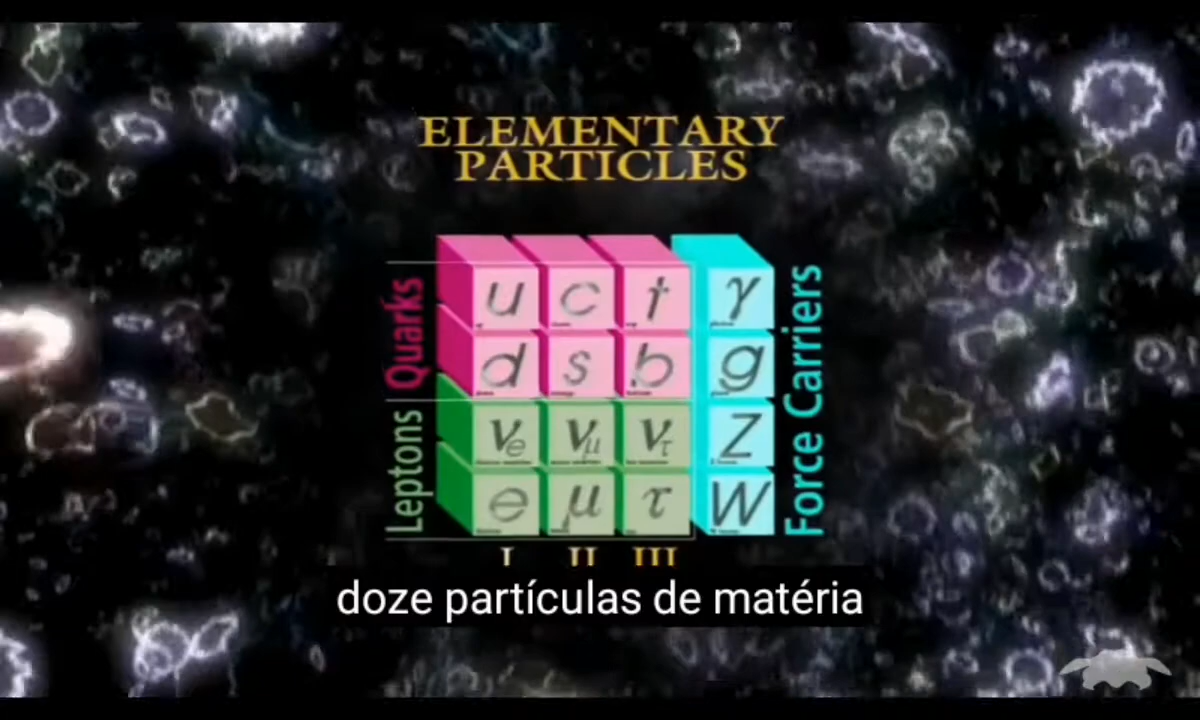 ELEMENTARY
PARTICLES
Quarks
Leptons
u c t γ
d s b g
νe νμ ντ Z
e μ τ W
Force Carriers
I II III
doze partículas de matéria